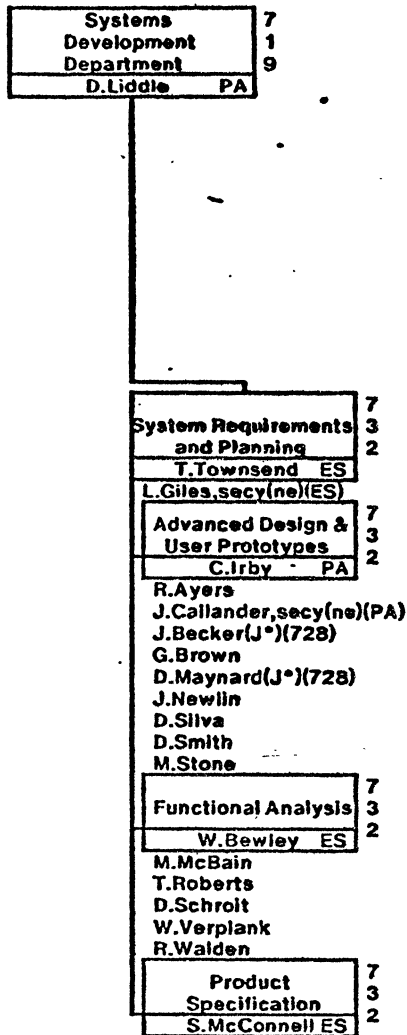 Systems 7
Development 1
Department 9
D.Liddle PA
7
System Requirements 3
and Planning 2
T.Townsend ES
L.Giles,secy(ne)(ES)
7
Advanced Design & 3
User Prototypes 2
C.Irby PA
R.Ayers
J.Callander,secy(ne)(PA)
J.Becker(J*)(728)
G.Brown
D.Maynard(J*)(728)
J.Newlin
D.Silva
D.Smith
M.Stone
7
Functional Analysis 3
2
W.Bewley ES
M.McBain
T.Roberts
D.Schroit
W.Verplank
R.Walden
7
Product 3
Specification 2
S.McConnell ES